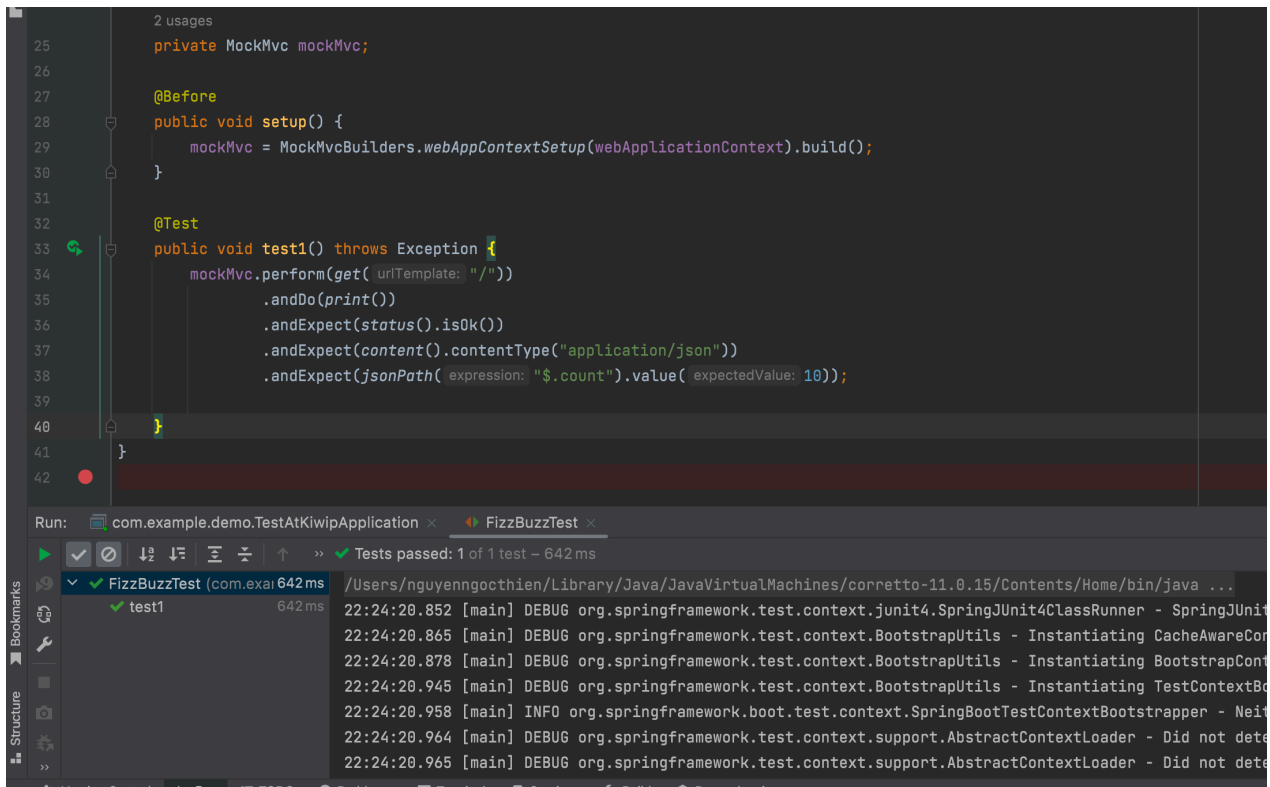 2 usages
25 private MockMvc mockMvc;
26
27 @Before
28 public void setup() {
29 mockMvc = MockMvcBuilders.webAppContextSetup(webApplicationContext).build();
30 }
31
32 @Test
33 public void test1() throws Exception {
34 mockMvc.perform(get( urlTemplate: "/"))
35 .andDo(print())
36 .andExpect(status().isOk())
37 .andExpect(content().contentType("application/json"))
38 .andExpect(jsonPath( expression: "$.count").value( expectedValue: 10));
39
40 }
41 }
42
Run: com.example.demo.TestAtKiwipApplication × FizzBuzzTest ×
Tests passed: 1 of 1 test – 642 ms
FizzBuzzTest (com.exar 642 ms
test1 642 ms
/Users/nguyenngocthien/Library/Java/JavaVirtualMachines/corretto-11.0.15/Contents/Home/bin/java ...
22:24:20.852 [main] DEBUG org.springframework.test.context.junit4.SpringJUnit4ClassRunner - SpringJUnit
22:24:20.865 [main] DEBUG org.springframework.test.context.BootstrapUtils - Instantiating CacheAwareCon
22:24:20.878 [main] DEBUG org.springframework.test.context.BootstrapUtils - Instantiating BootstrapCont
22:24:20.945 [main] DEBUG org.springframework.test.context.BootstrapUtils - Instantiating TestContextBo
22:24:20.958 [main] INFO org.springframework.boot.test.context.SpringBootTestContextBootstrapper - Neit
22:24:20.964 [main] DEBUG org.springframework.test.context.support.AbstractContextLoader - Did not dete
22:24:20.965 [main] DEBUG org.springframework.test.context.support.AbstractContextLoader - Did not dete
Bookmarks
Structure